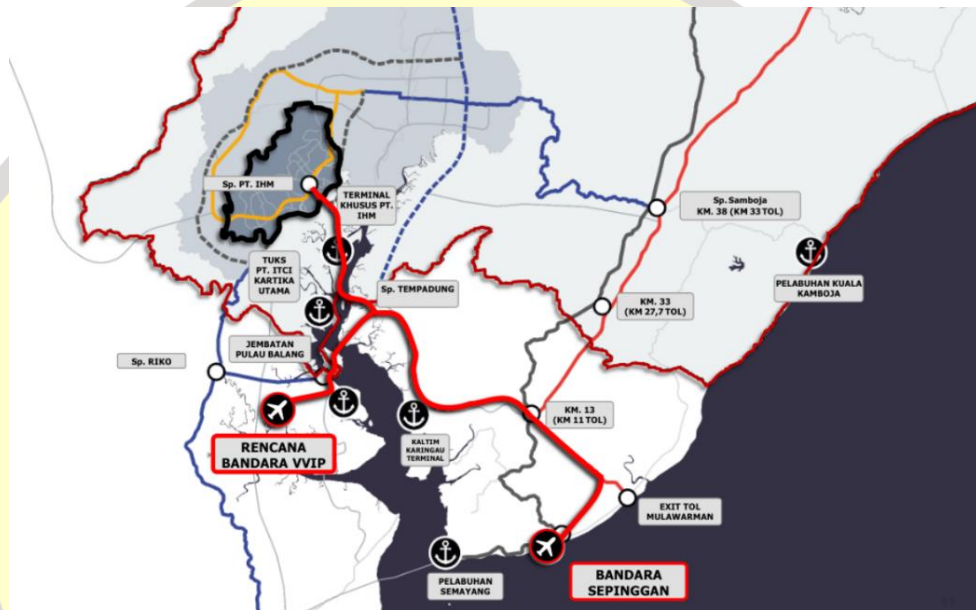 Sp. PT. IHM
TERMINAL
KHUSUS PT.
IHM
Sp. Samboja
KM. 38 (KM 33 TOL)
TUKS
PT. ITCI
KARTIKA
UTAMA
Sp. TEMPADUNG
PELABUHAN KUALA
KAMBOJA
KM. 33
(KM 27,7 TOL)
JEMBATAN
PULAU BALANG
Sp. RIKO
KM. 13
(KM 11 TOL)
RENCANA
BANDARA VVIP
KALTIM
KARINGAU
TERMINAL
EXIT TOL
MULAWARMAN
PELABUHAN
SEMAYANG
BANDARA
SEPINGGAN